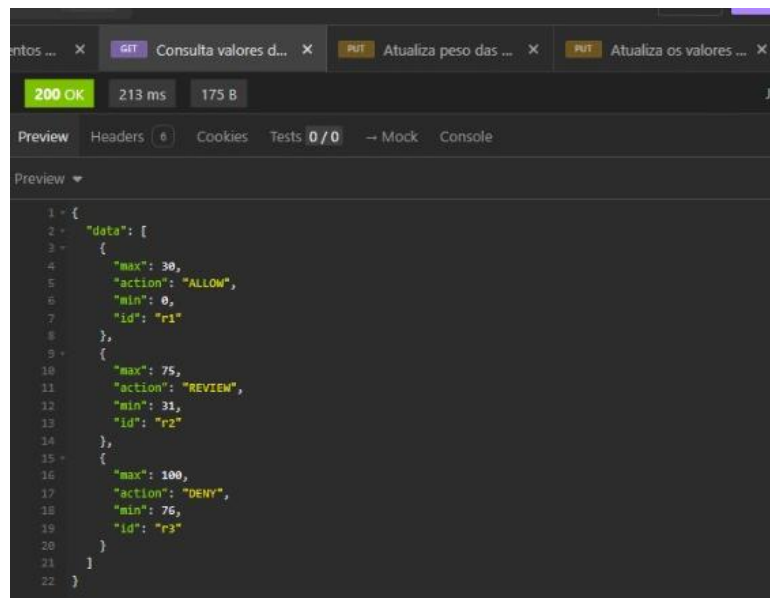 entos ... × GET Consulta valores d... × PUT Atualiza peso das ... × PUT Atualiza os valores ... ×
200 OK 213 ms 175 B J
Preview Headers 6 Cookies Tests 0 / 0 → Mock Console
Preview
1 {
2 "data": [
3 {
4 "max": 30,
5 "action": "ALLOW",
6 "min": 0,
7 "id": "r1"
8 },
9 {
10 "max": 75,
11 "action": "REVIEW",
12 "min": 31,
13 "id": "r2"
14 },
15 {
16 "max": 100,
17 "action": "DENY",
18 "min": 76,
19 "id": "r3"
20 }
21 ]
22 }